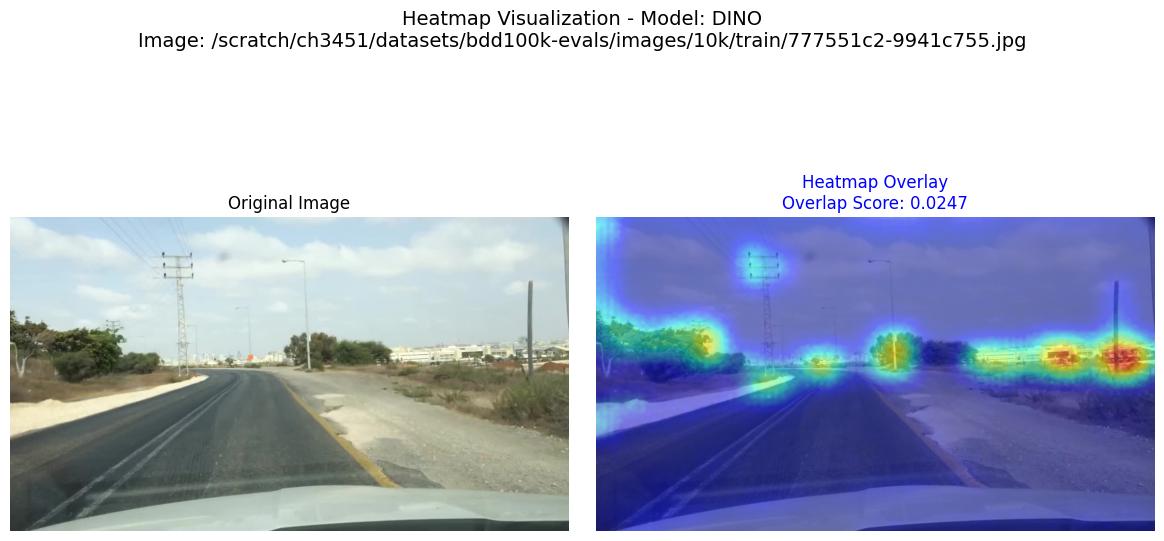 Heatmap Visualization - Model: DINO
Image: /scratch/ch3451/datasets/bdd100k-evals/images/10k/train/777551c2-9941c755.jpg
Original Image
Heatmap Overlay
Overlap Score: 0.0247